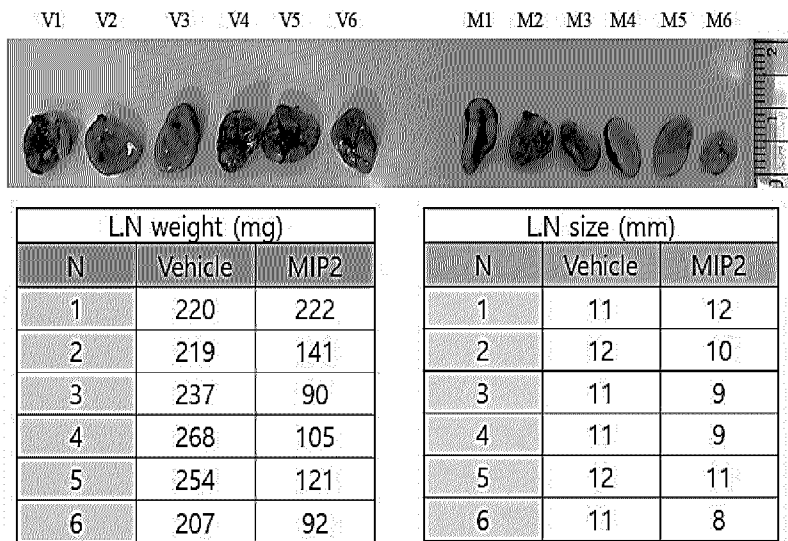 V1 V2 V3 V4 V5 V6 M1 M2 M3 M4 M5 M6
2
1
0
LN weight (mg)
N Vehicle MIP2
1 220 222
2 219 141
3 237 90
4 268 105
5 254 121
6 207 92
LN size (mm)
N Vehicle MIP2
1 11 12
2 12 10
3 11 9
4 11 9
5 12 11
6 11 8